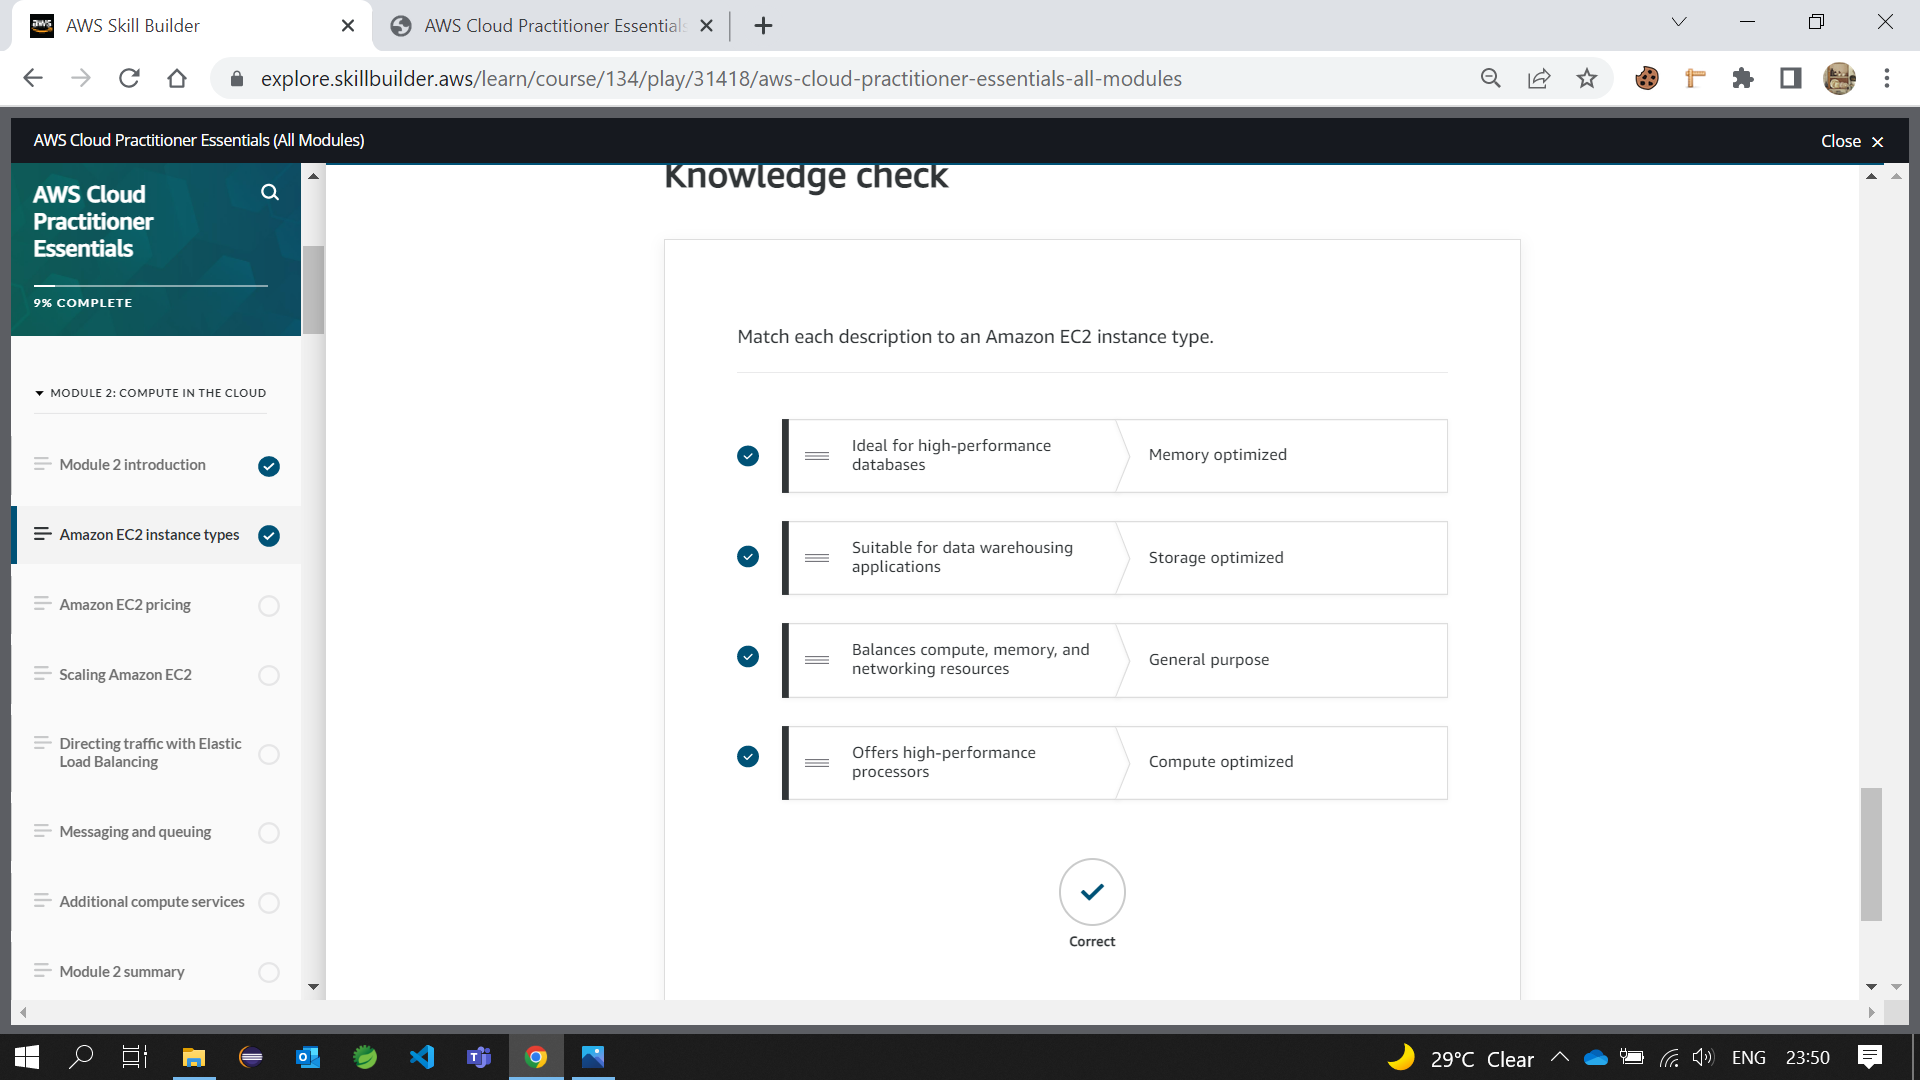 AWS Skill Builder
AWS Cloud Practitioner Essentials
explore.skillbuilder.aws/learn/course/134/play/31418/aws-cloud-practitioner-essentials-all-modules
AWS Cloud Practitioner Essentials (All Modules)
Close
AWS Cloud
Practitioner
Essentials
9% COMPLETE
MODULE 2: COMPUTE IN THE CLOUD
Module 2 introduction
Amazon EC2 instance types
Amazon EC2 pricing
Scaling Amazon EC2
Directing traffic with Elastic
Load Balancing
Messaging and queuing
Additional compute services
Module 2 summary
Knowledge check
Match each description to an Amazon EC2 instance type.
Ideal for high-performance
databases
Memory optimized
Suitable for data warehousing
applications
Storage optimized
Balances compute, memory, and
networking resources
General purpose
Offers high-performance
processors
Compute optimized
Correct
29°C Clear
ENG
23:50